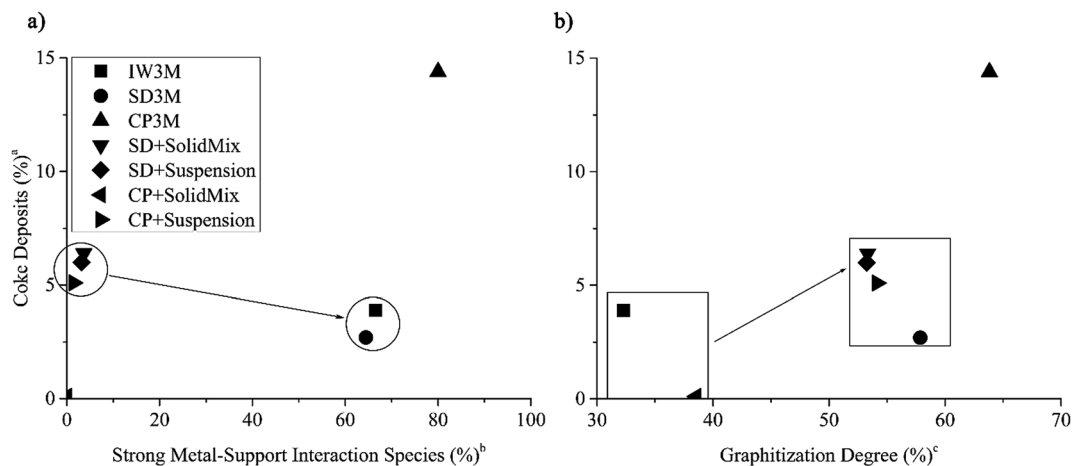 a)
15
10
5
0
Coke Deposits (%)ᵃ
IW3M
SD3M
CP3M
SD+SolidMix
SD+Suspension
CP+SolidMix
CP+Suspension
0 20 40 60 80 100
Strong Metal-Support Interaction Species (%)ᵇ
b)
15
10
5
0
30 40 50 60 70
Graphitization Degree (%)ᶜ